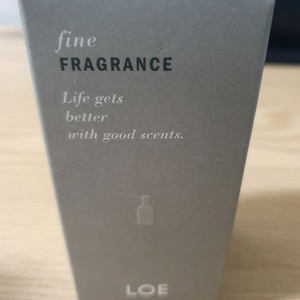 fine
FRAGRANCE
Life gets
better
with good scents.
LOE